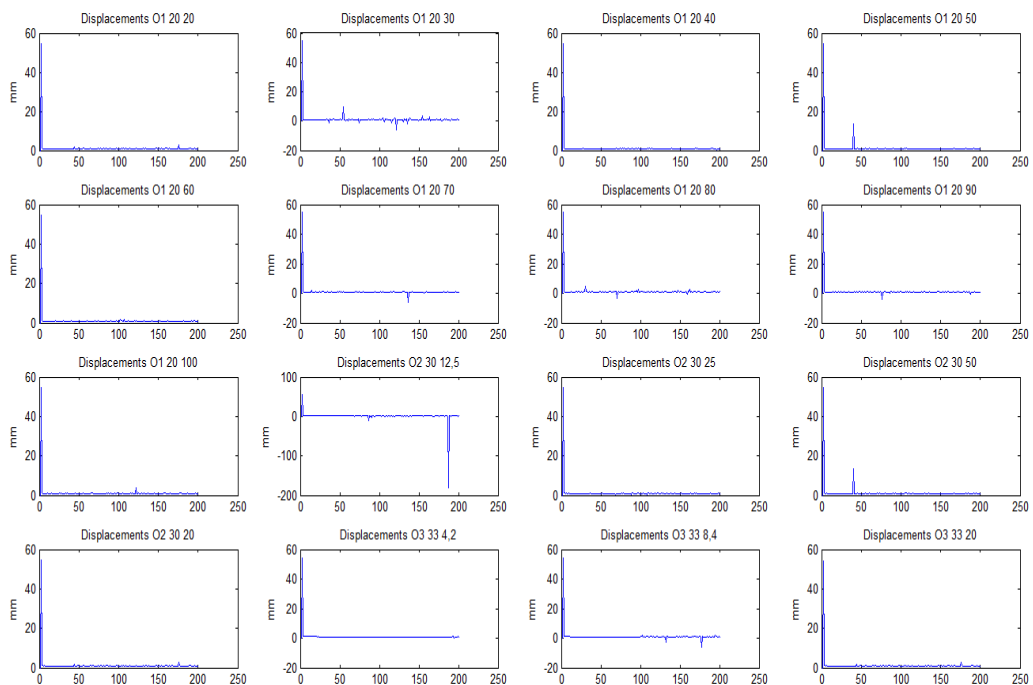 Displacements O1 20 20
60
40
20
0
mm
0 50 100 150 200 250
Displacements O1 20 30
60
40
20
0
-20
mm
0 50 100 150 200 250
Displacements O1 20 40
60
40
20
0
mm
0 50 100 150 200 250
Displacements O1 20 50
60
40
20
0
mm
0 50 100 150 200 250
Displacements O1 20 60
60
40
20
0
mm
0 50 100 150 200 250
Displacements O1 20 70
60
40
20
0
-20
mm
0 50 100 150 200 250
Displacements O1 20 80
60
40
20
0
-20
mm
0 50 100 150 200 250
Displacements O1 20 90
60
40
20
0
-20
mm
0 50 100 150 200 250
Displacements O1 20 100
60
40
20
0
mm
0 50 100 150 200 250
Displacements O2 30 12,5
100
0
-100
-200
mm
0 50 100 150 200 250
Displacements O2 30 25
60
40
20
0
mm
0 50 100 150 200 250
Displacements O2 30 50
60
40
20
0
mm
0 50 100 150 200 250
Displacements O2 30 20
60
40
20
0
mm
0 50 100 150 200 250
Displacements O3 33 4,2
60
40
20
0
-20
mm
0 50 100 150 200 250
Displacements O3 33 8,4
60
40
20
0
-20
mm
0 50 100 150 200 250
Displacements O3 33 20
60
40
20
0
mm
0 50 100 150 200 250